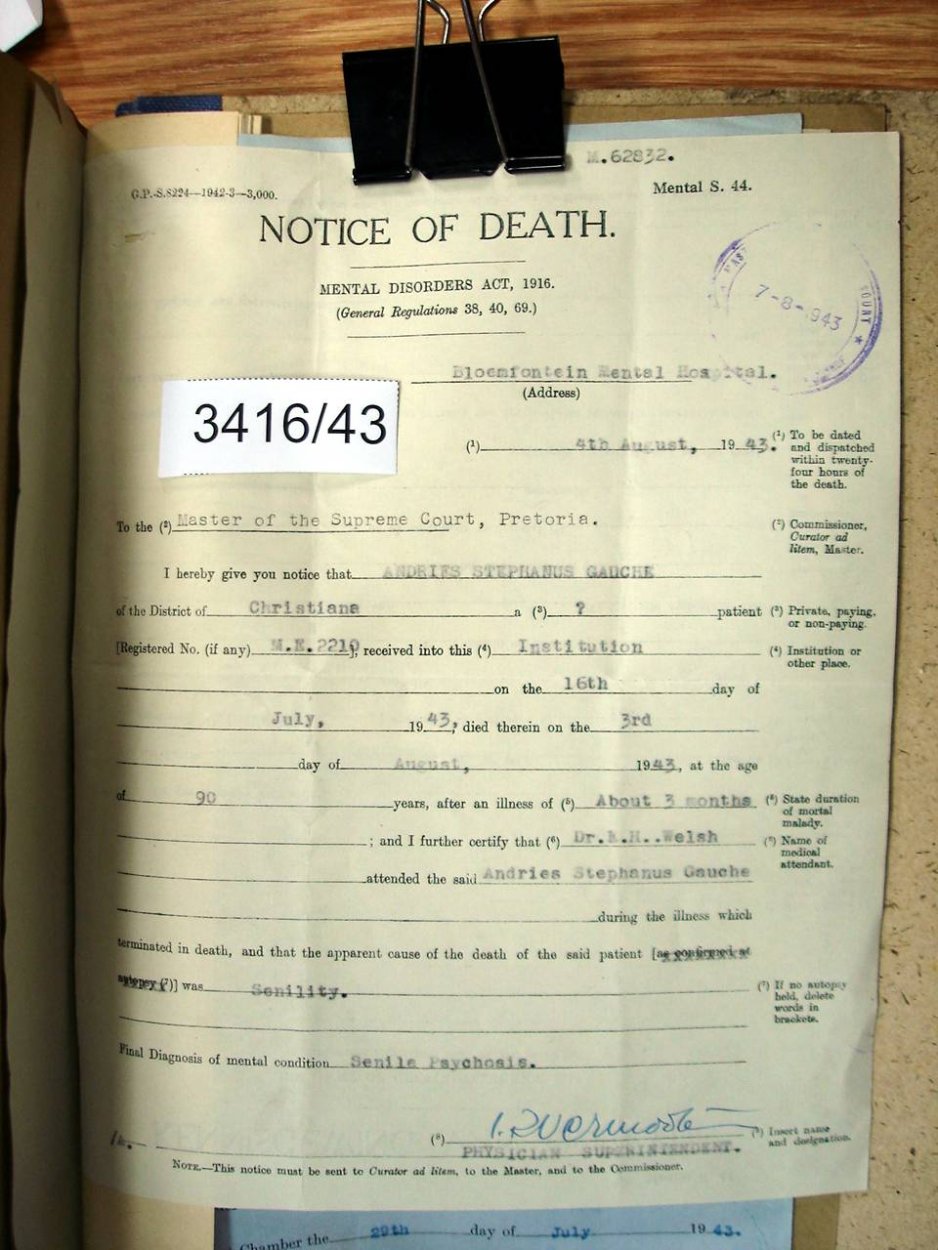 M.62832.
G.P.-S.8224—1942-3—3,000.
Mental S. 44.
NOTICE OF DEATH.
MENTAL DISORDERS ACT, 1916.
(General Regulations 38, 40, 69.)
7-8-943
COURT ★
Bloemfontein Mental Hospital.
(Address)
3416/43
(¹) 4th August, 1943.
(¹) To be dated
and dispatched
within twenty-
four hours of
the death.
To the (²) Master of the Supreme Court, Pretoria.
(²) Commissioner,
Curator ad
litem, Master.
I hereby give you notice that ANDRIES STEPHANUS GAUCHE
of the District of Christiana a (³) ? patient
(³) Private, paying,
or non-paying.
[Registered No. (if any) M.E.2210], received into this (⁴) Institution
(⁴) Institution or
other place.
on the 16th day of
July, 1943, died therein on the 3rd
day of August, 1943, at the age
of 90 years, after an illness of (⁵) About 3 months
(⁵) State duration
of mortal
malady.
; and I further certify that (⁶) Dr. H..Welsh
(⁶) Name of
medical
attendant.
attended the said Andries Stephanus Gauche
during the illness which
terminated in death, and that the apparent cause of the death of the said patient [as confirmed at
autopsy (⁷)] was Senility.
(⁷) If no autopsy
held, delete
words in
brackets.
Final Diagnosis of mental condition Senile Psychosis.
(⁸)
PHYSICIAN SUPERINTENDENT.
(⁸) Insert name
and designation.
NOTE.—This notice must be sent to Curator ad litem, to the Master, and to the Commissioner.
Chamber the 29th day of July 1943.